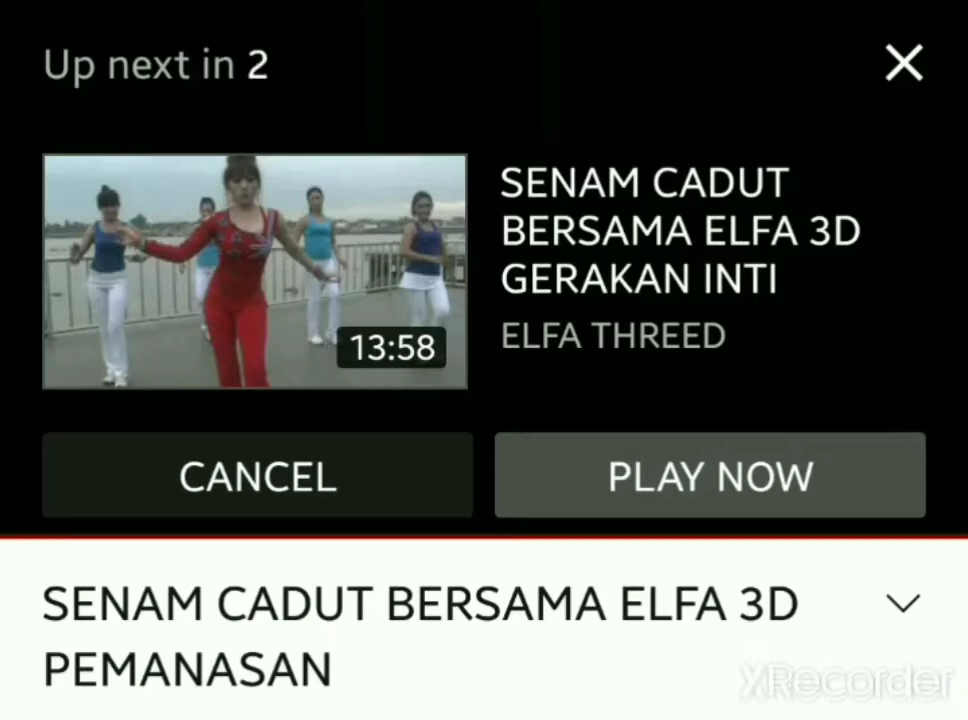 Up next in 2
SENAM CADUT
BERSAMA ELFA 3D
GERAKAN INTI
ELFA THREED
13:58
CANCEL
PLAY NOW
SENAM CADUT BERSAMA ELFA 3D
PEMANASAN
XRecorder